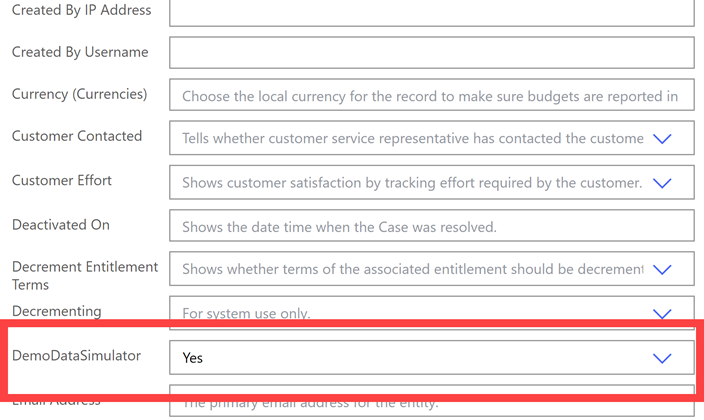 Created By IP Address
Created By Username
Currency (Currencies)
Choose the local currency for the record to make sure budgets are reported in
Customer Contacted
Tells whether customer service representative has contacted the custome
Customer Effort
Shows customer satisfaction by tracking effort required by the customer.
Deactivated On
Shows the date time when the Case was resolved.
Decrement Entitlement
Terms
Shows whether terms of the associated entitlement should be decrement
Decrementing
For system use only.
DemoDataSimulator
Yes
Email Address
The primary email address for the entity.